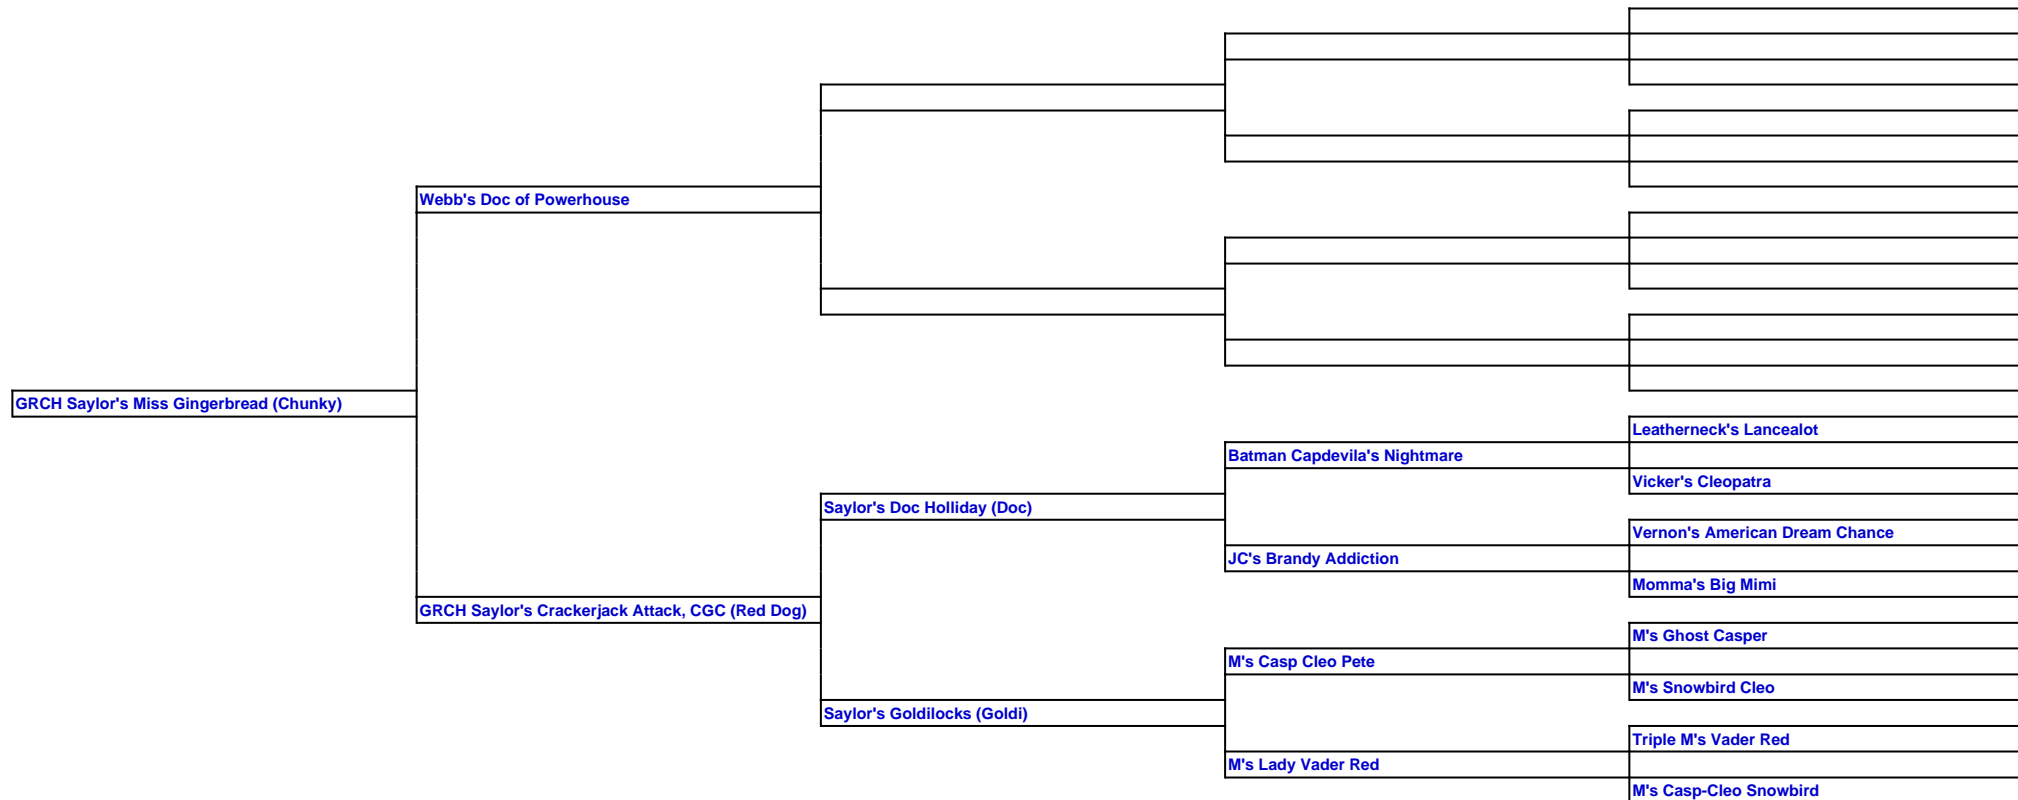 Webb's Doc of Powerhouse
GRCH Saylor's Miss Gingerbread (Chunky)
Leatherneck's Lancealot
Batman Capdevila's Nightmare
Vicker's Cleopatra
Saylor's Doc Holliday (Doc)
Vernon's American Dream Chance
JC's Brandy Addiction
Momma's Big Mimi
GRCH Saylor's Crackerjack Attack, CGC (Red Dog)
M's Ghost Casper
M's Casp Cleo Pete
M's Snowbird Cleo
Saylor's Goldilocks (Goldi)
Triple M's Vader Red
M's Lady Vader Red
M's Casp-Cleo Snowbird